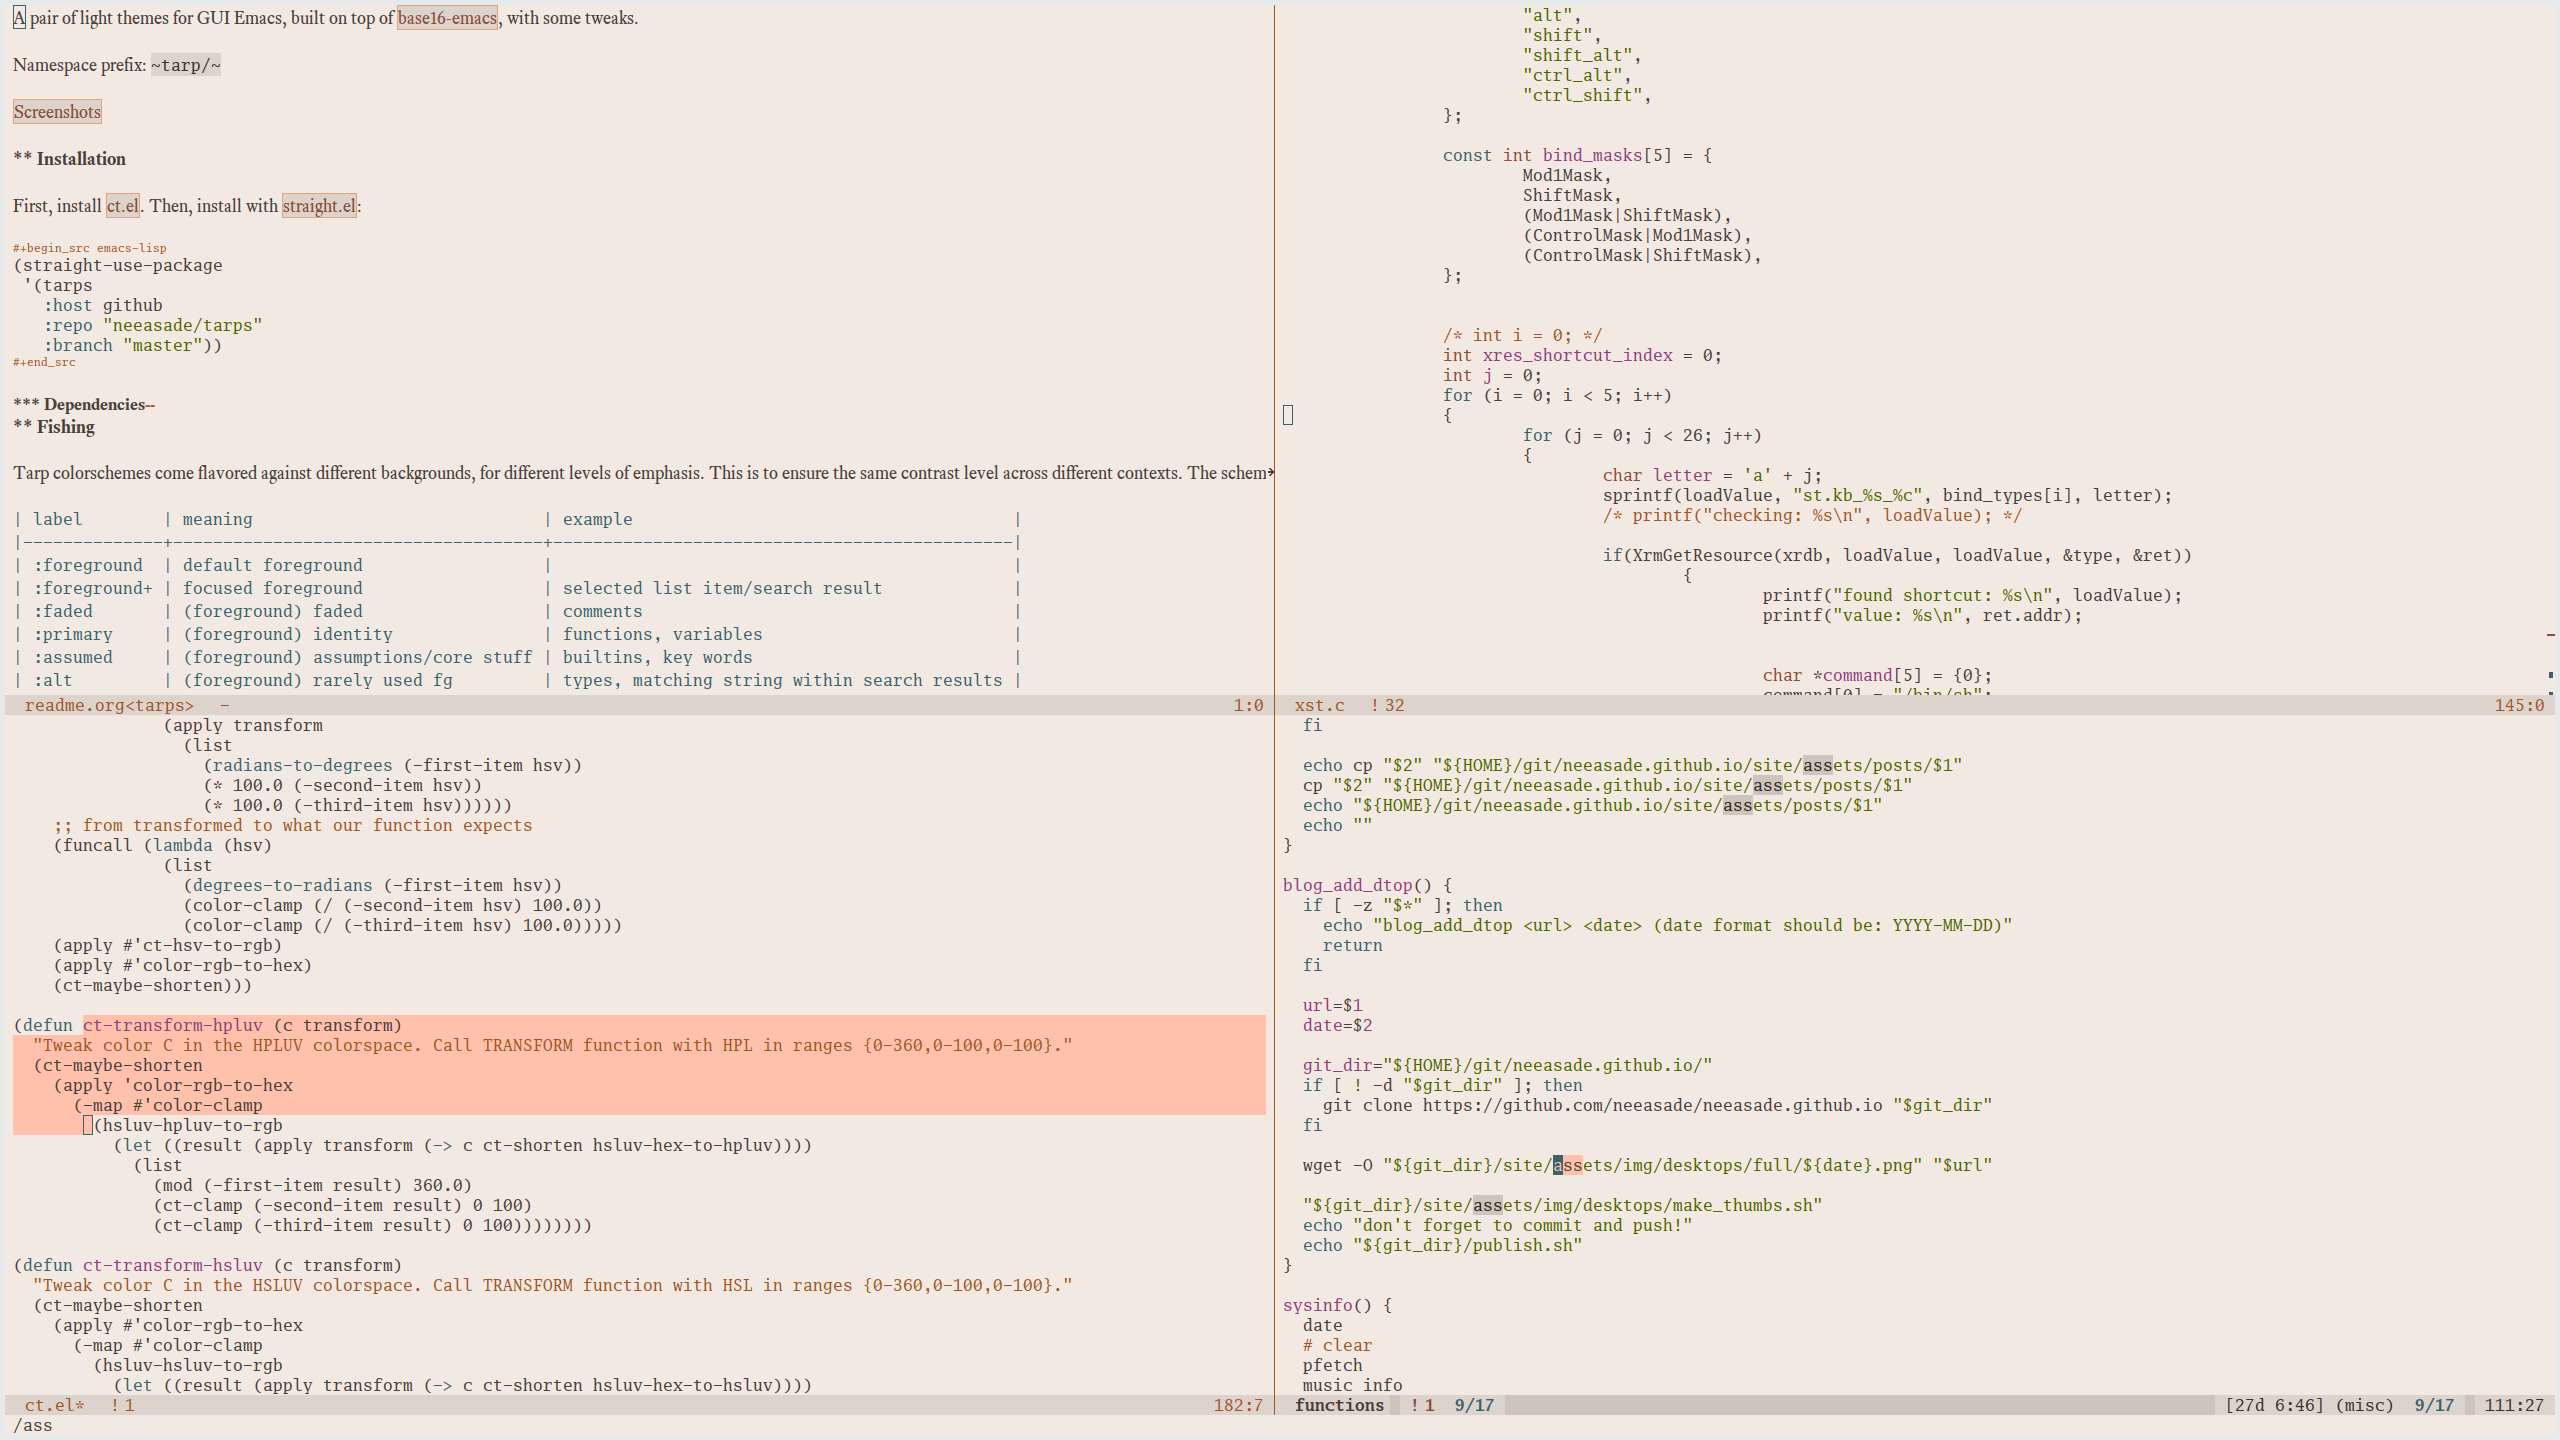 A pair of light themes for GUI Emacs, built on top of base16-emacs, with some tweaks.

Namespace prefix: ~tarp/~

Screenshots

** Installation

First, install ct.el. Then, install with straight.el:

#+begin_src emacs-lisp
(straight-use-package
 '(tarps
   :host github
   :repo "neeasade/tarps"
   :branch "master"))
#+end_src

*** Dependencies--
** Fishing

Tarp colorschemes come flavored against different backgrounds, for different levels of emphasis. This is to ensure the same contrast level across different contexts. The schem

| label        | meaning                             | example                                      |
|--------------+-------------------------------------+----------------------------------------------|
| :foreground  | default foreground                  |                                              |
| :foreground+ | focused foreground                  | selected list item/search result             |
| :faded       | (foreground) faded                  | comments                                     |
| :primary     | (foreground) identity               | functions, variables                         |
| :assumed     | (foreground) assumptions/core stuff | builtins, key words                          |
| :alt         | (foreground) rarely used fg         | types, matching string within search results |
readme.org<tarps>  -  1:0
                "alt",
                "shift",
                "shift_alt",
                "ctrl_alt",
                "ctrl_shift",
        };

        const int bind_masks[5] = {
                Mod1Mask,
                ShiftMask,
                (Mod1Mask|ShiftMask),
                (ControlMask|Mod1Mask),
                (ControlMask|ShiftMask),
        };

        /* int i = 0; */
        int xres_shortcut_index = 0;
        int j = 0;
        for (i = 0; i < 5; i++)
        {
                for (j = 0; j < 26; j++)
                {
                        char letter = 'a' + j;
                        sprintf(loadValue, "st.kb_%s_%c", bind_types[i], letter);
                        /* printf("checking: %s\n", loadValue); */

                        if(XrmGetResource(xrdb, loadValue, loadValue, &type, &ret))
                                {
                                        printf("found shortcut: %s\n", loadValue);
                                        printf("value: %s\n", ret.addr);

                                        char *command[5] = {0};
                                        command[0] = "/bin/sh";
xst.c  !32  145:0
               (apply transform
                 (list
                   (radians-to-degrees (-first-item hsv))
                   (* 100.0 (-second-item hsv))
                   (* 100.0 (-third-item hsv))))))
    ;; from transformed to what our function expects
    (funcall (lambda (hsv)
               (list
                 (degrees-to-radians (-first-item hsv))
                 (color-clamp (/ (-second-item hsv) 100.0))
                 (color-clamp (/ (-third-item hsv) 100.0)))))
    (apply #'ct-hsv-to-rgb)
    (apply #'color-rgb-to-hex)
    (ct-maybe-shorten)))

(defun ct-transform-hpluv (c transform)
  "Tweak color C in the HPLUV colorspace. Call TRANSFORM function with HPL in ranges {0-360,0-100,0-100}."
  (ct-maybe-shorten
    (apply 'color-rgb-to-hex
      (-map #'color-clamp
        (hsluv-hpluv-to-rgb
          (let ((result (apply transform (-> c ct-shorten hsluv-hex-to-hpluv))))
            (list
              (mod (-first-item result) 360.0)
              (ct-clamp (-second-item result) 0 100)
              (ct-clamp (-third-item result) 0 100))))))))

(defun ct-transform-hsluv (c transform)
  "Tweak color C in the HSLUV colorspace. Call TRANSFORM function with HSL in ranges {0-360,0-100,0-100}."
  (ct-maybe-shorten
    (apply #'color-rgb-to-hex
      (-map #'color-clamp
        (hsluv-hsluv-to-rgb
          (let ((result (apply transform (-> c ct-shorten hsluv-hex-to-hsluv))))
ct.el*  !1  182:7
  fi

  echo cp "$2" "${HOME}/git/neeasade.github.io/site/assets/posts/$1"
  cp "$2" "${HOME}/git/neeasade.github.io/site/assets/posts/$1"
  echo "${HOME}/git/neeasade.github.io/site/assets/posts/$1"
  echo ""
}

blog_add_dtop() {
  if [ -z "$*" ]; then
    echo "blog_add_dtop <url> <date> (date format should be: YYYY-MM-DD)"
    return
  fi

  url=$1
  date=$2

  git_dir="${HOME}/git/neeasade.github.io/"
  if [ ! -d "$git_dir" ]; then
    git clone https://github.com/neeasade/neeasade.github.io "$git_dir"
  fi

  wget -O "${git_dir}/site/assets/img/desktops/full/${date}.png" "$url"

  "${git_dir}/site/assets/img/desktops/make_thumbs.sh"
  echo "don't forget to commit and push!"
  echo "${git_dir}/publish.sh"
}

sysinfo() {
  date
  # clear
  pfetch
  music info
functions  !1  9/17  [27d 6:46] (misc)  9/17  111:27
/ass